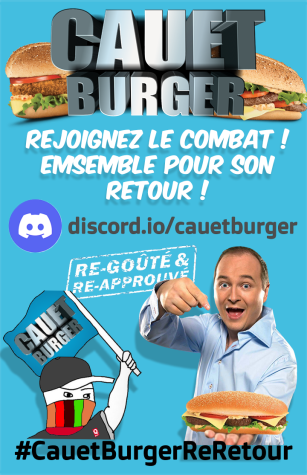 CAUET
BURGER
REJOIGNEZ LE COMBAT !
EMSEMBLE POUR SON
RETOUR !
discord.io/cauetburger
RE-GOÛTÉ &
RE-APPROUVÉ
CAUET
BURGER
#CauetBurgerReRetour